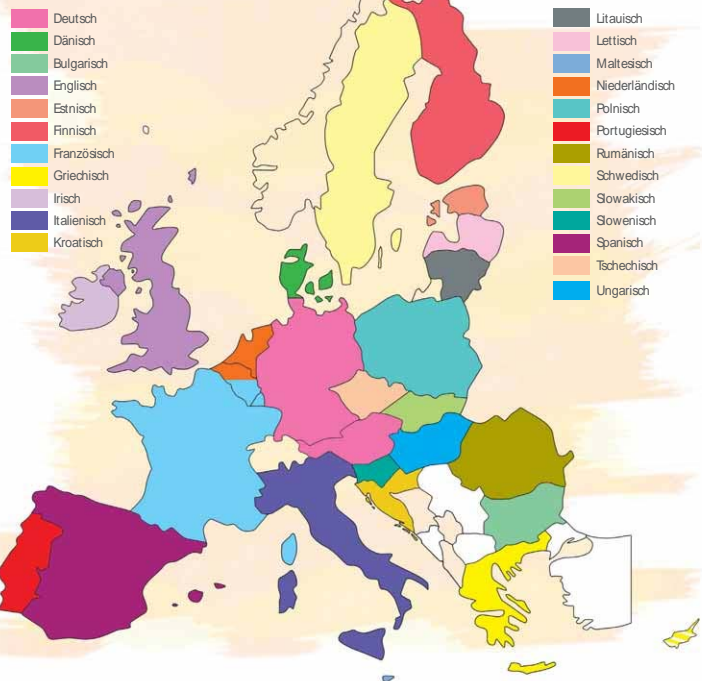 Deutsch
Dänisch
Bulgarisch
Englisch
Estnisch
Finnisch
Französisch
Griechisch
Irisch
Italienisch
Kroatisch
Litauisch
Lettisch
Maltesisch
Niederländisch
Polnisch
Portugiesisch
Rumänisch
Schwedisch
Slowakisch
Slowenisch
Spanisch
Tschechisch
Ungarisch